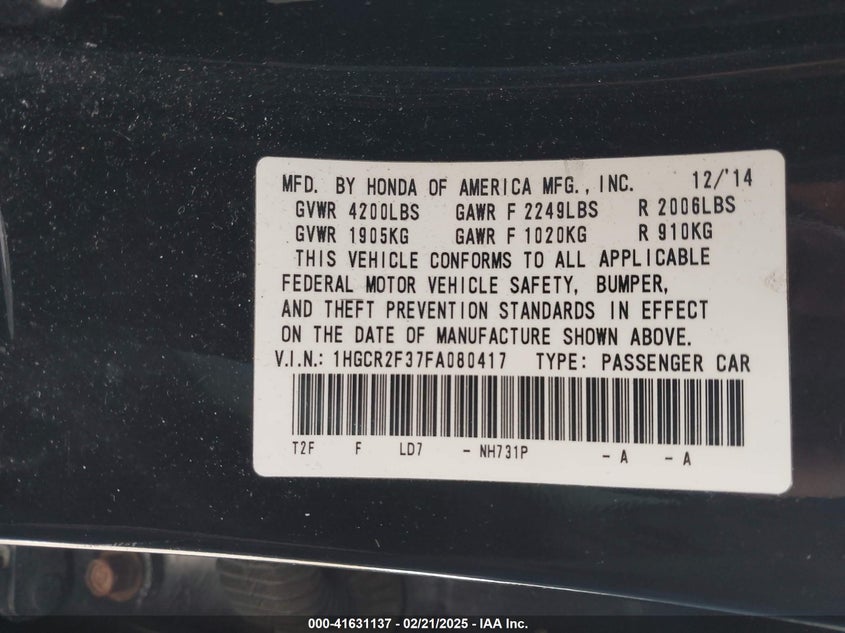 MFD. BY HONDA OF AMERICA MFG., INC. 12/'14
GVWR 4200LBS GAWR F 2249LBS R 2006LBS
GVWR 1905KG GAWR F 1020KG R 910KG
THIS VEHICLE CONFORMS TO ALL APPLICABLE
FEDERAL MOTOR VEHICLE SAFETY, BUMPER,
AND THEFT PREVENTION STANDARDS IN EFFECT
ON THE DATE OF MANUFACTURE SHOWN ABOVE.
V.I.N.: 1HGCR2F37FA080417 TYPE: PASSENGER CAR
T2F F LD7 - NH731P - A - A
000-41631137 - 02/21/2025 - IAA Inc.